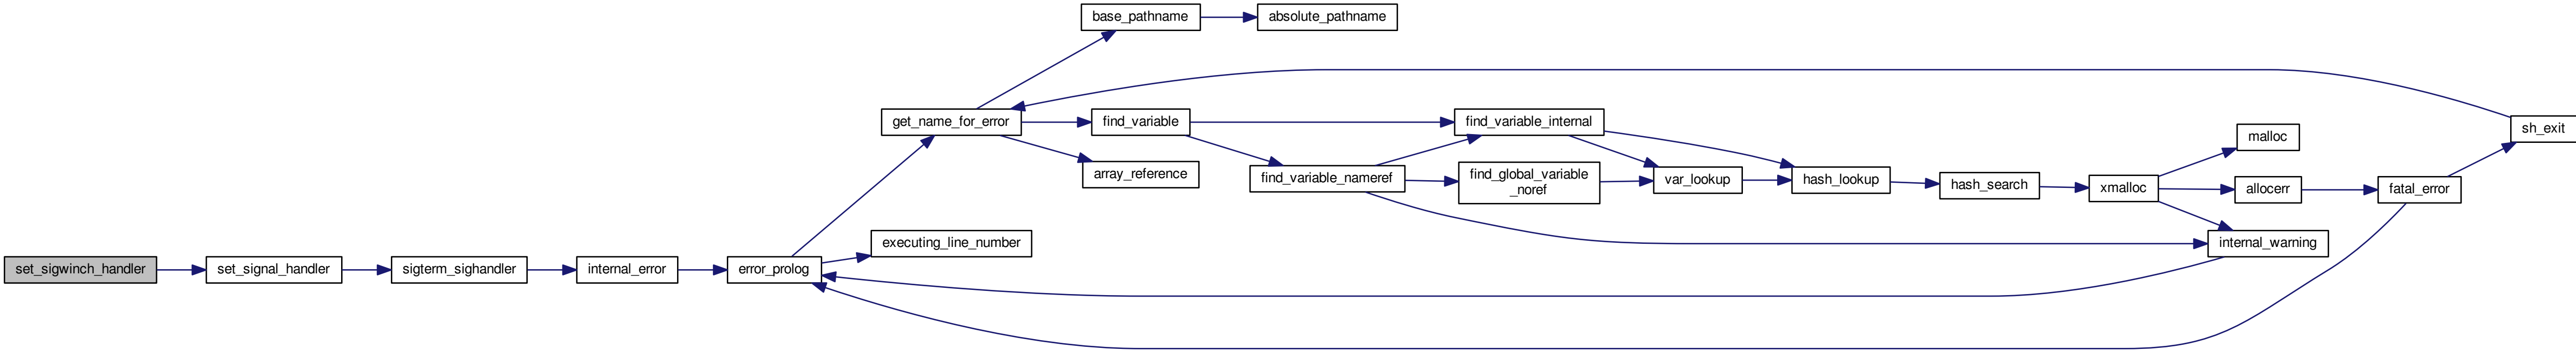 base_pathname
absolute_pathname
get_name_for_error
find_variable
find_variable_internal
malloc
sh_exit
array_reference
find_variable_nameref
find_global_variable
_noref
var_lookup
hash_lookup
hash_search
xmalloc
allocerr
fatal_error
executing_line_number
internal_warning
set_sigwinch_handler
set_signal_handler
sigterm_sighandler
internal_error
error_prolog